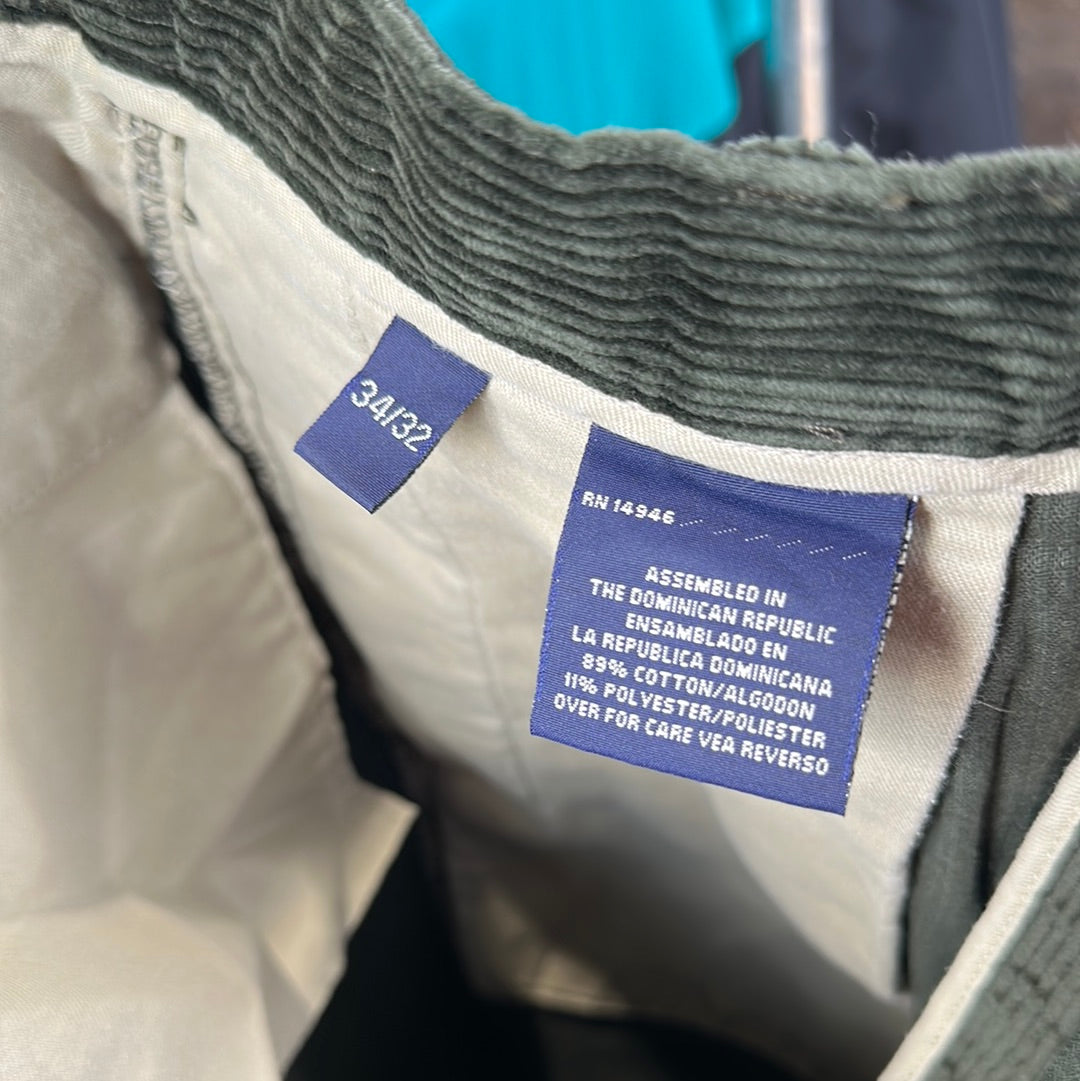 34/32
RN 14946
ASSEMBLED IN
THE DOMINICAN REPUBLIC
ENSAMBLADO EN
LA REPUBLICA DOMINICANA
89% COTTON/ALGODON
11% POLYESTER/POLIESTER
OVER FOR CARE VEA REVERSO